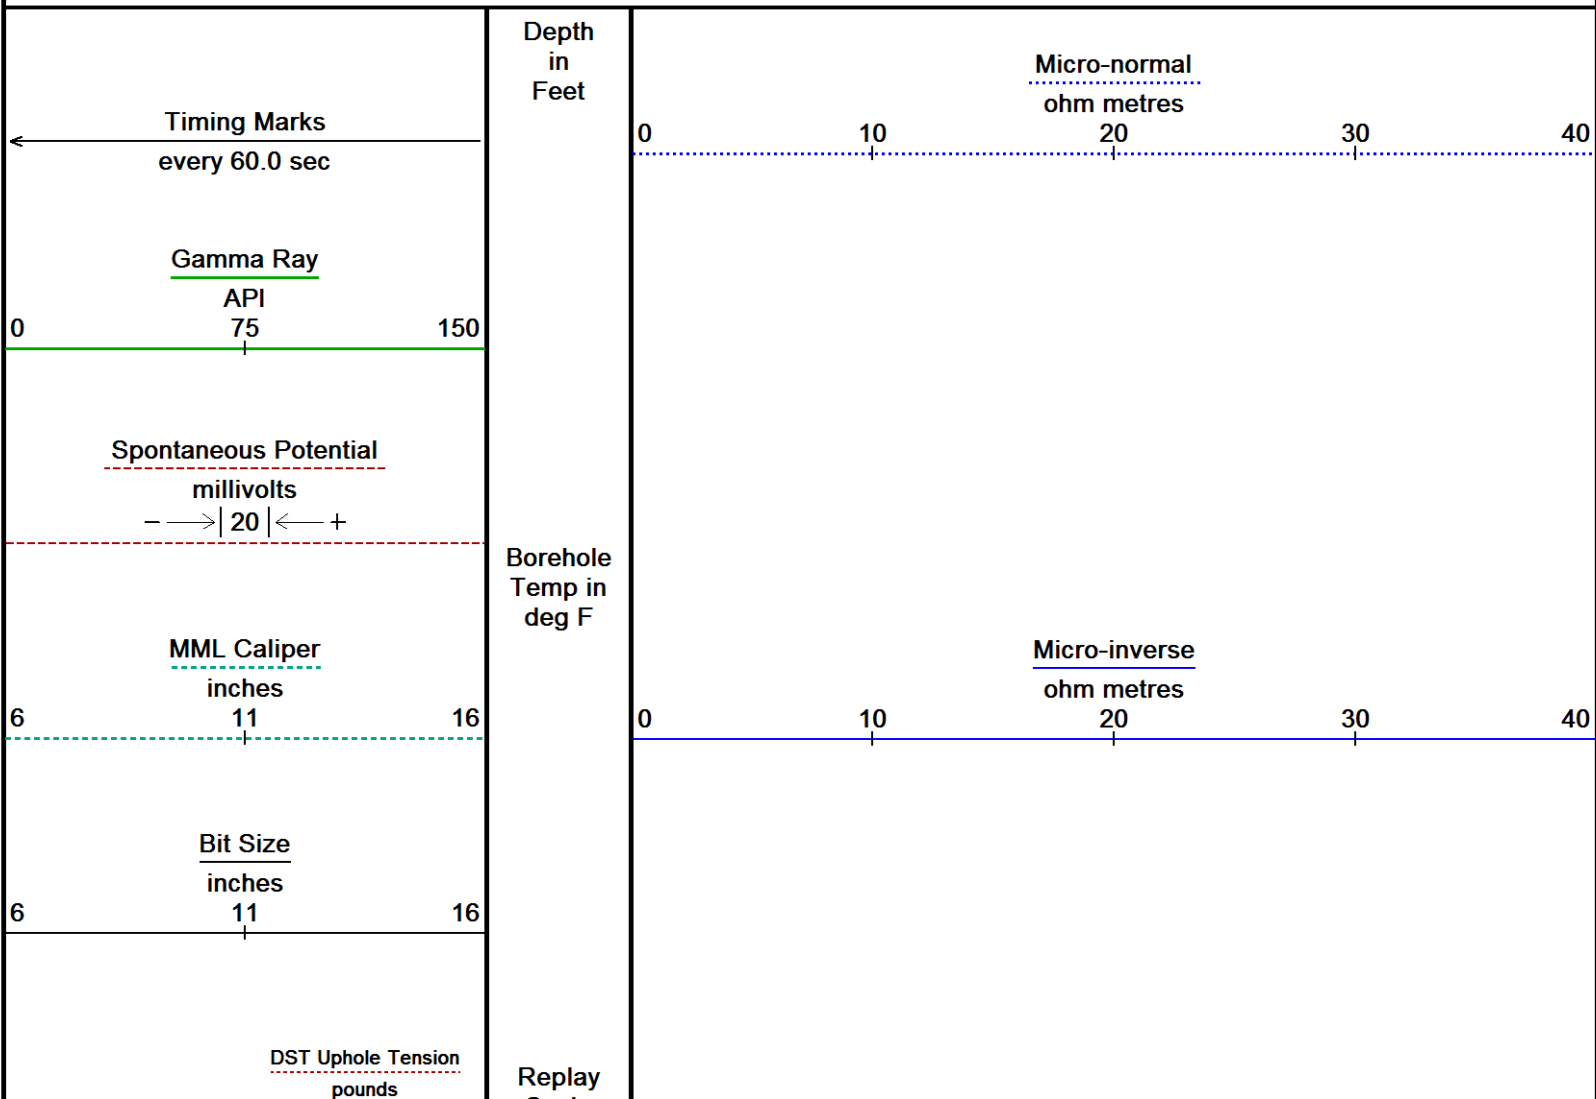 Timing Marks
every 60.0 sec
Gamma Ray
API
0 75 150
Spontaneous Potential
millivolts
− 20 +
MML Caliper
inches
6 11 16
Bit Size
inches
6 11 16
DST Uphole Tension
pounds
Depth
in
Feet
Borehole
Temp in
deg F
Replay
Micro-normal
ohm metres
0 10 20 30 40
Micro-inverse
ohm metres
0 10 20 30 40